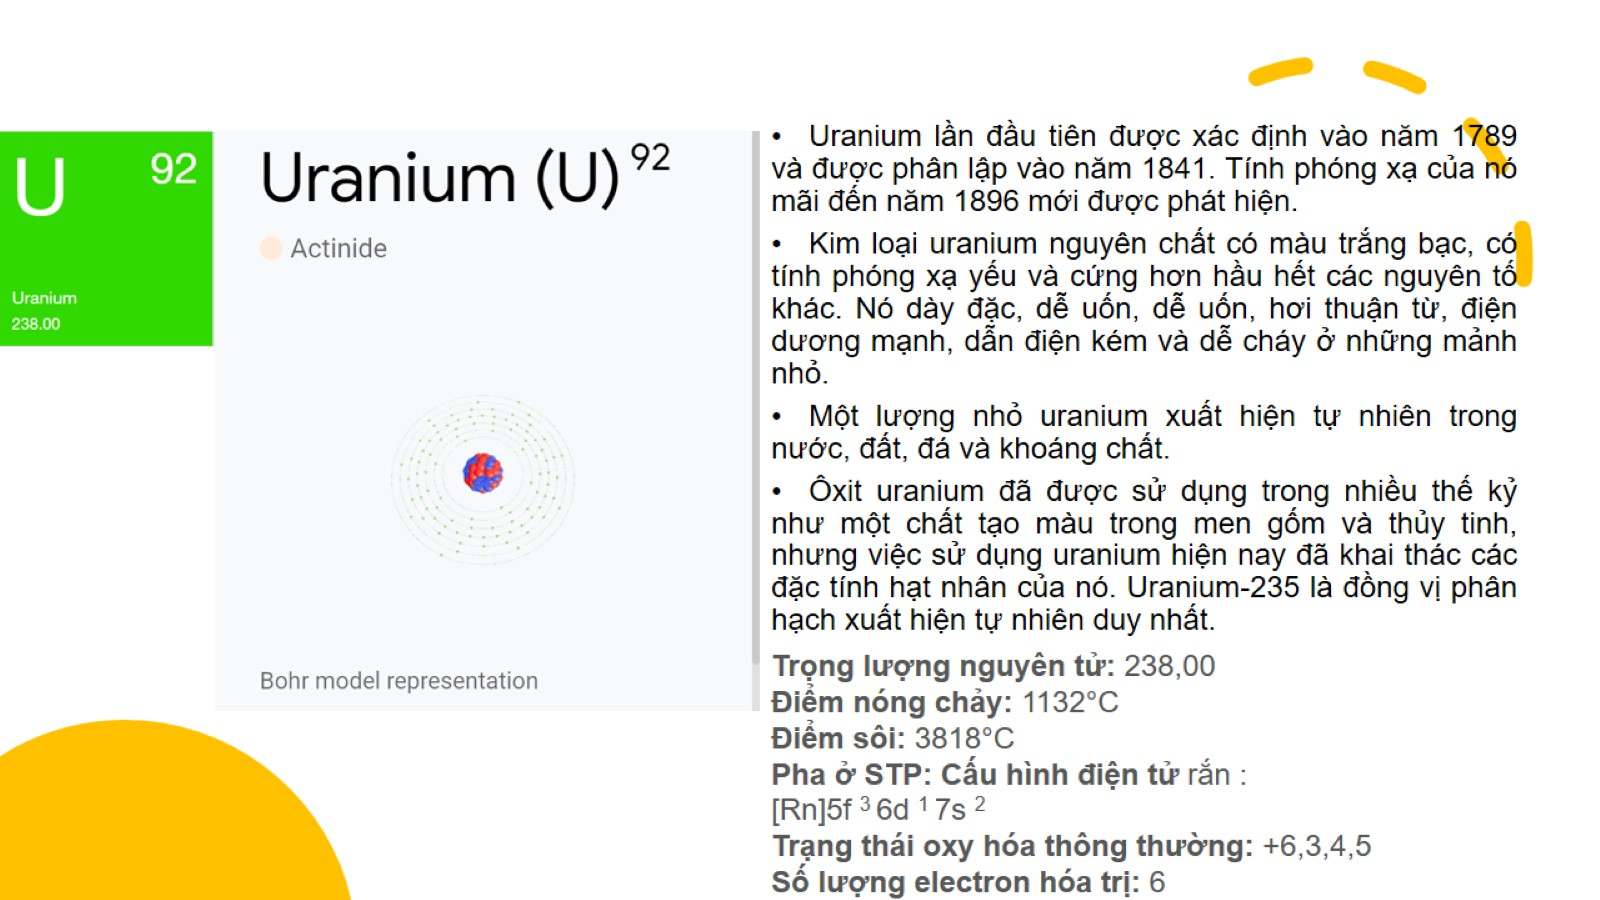 U 92
Uranium
238.00
Uranium (U) 92
Actinide
Bohr model representation
• Uranium lần đầu tiên được xác định vào năm 1789
và được phân lập vào năm 1841. Tính phóng xạ của nó
mãi đến năm 1896 mới được phát hiện.
• Kim loại uranium nguyên chất có màu trắng bạc, có
tính phóng xạ yếu và cứng hơn hầu hết các nguyên tố
khác. Nó dày đặc, dễ uốn, dễ uốn, hơi thuận từ, điện
dương mạnh, dẫn điện kém và dễ cháy ở những mảnh
nhỏ.
• Một lượng nhỏ uranium xuất hiện tự nhiên trong
nước, đất, đá và khoáng chất.
• Ôxit uranium đã được sử dụng trong nhiều thế kỷ
như một chất tạo màu trong men gốm và thủy tinh,
nhưng việc sử dụng uranium hiện nay đã khai thác các
đặc tính hạt nhân của nó. Uranium-235 là đồng vị phân
hạch xuất hiện tự nhiên duy nhất.
Trọng lượng nguyên tử: 238,00
Điểm nóng chảy: 1132°C
Điểm sôi: 3818°C
Pha ở STP: Cấu hình điện tử rắn :
[Rn]5f 3 6d 1 7s 2
Trạng thái oxy hóa thông thường: +6,3,4,5
Số lượng electron hóa trị: 6